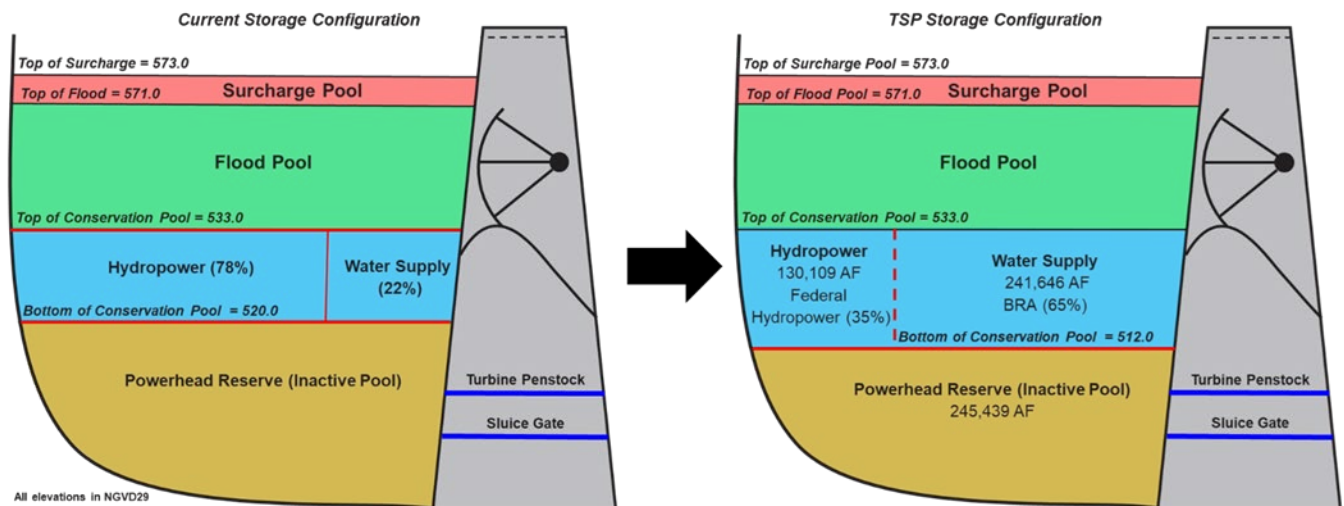 Current Storage Configuration
Top of Surcharge = 573.0
Top of Flood = 571.0
Surcharge Pool
Flood Pool
Top of Conservation Pool = 533.0
Hydropower (78%)
Water Supply
(22%)
Bottom of Conservation Pool = 520.0
Powerhead Reserve (Inactive Pool)
Turbine Penstock
Sluice Gate
All elevations in NGVD29
TSP Storage Configuration
Top of Surcharge Pool = 573.0
Top of Flood Pool = 571.0
Surcharge Pool
Flood Pool
Top of Conservation Pool = 533.0
Hydropower
130,109 AF
Federal
Hydropower (35%)
Water Supply
241,646 AF
BRA (65%)
Bottom of Conservation Pool = 512.0
Powerhead Reserve (Inactive Pool)
245,439 AF
Turbine Penstock
Sluice Gate